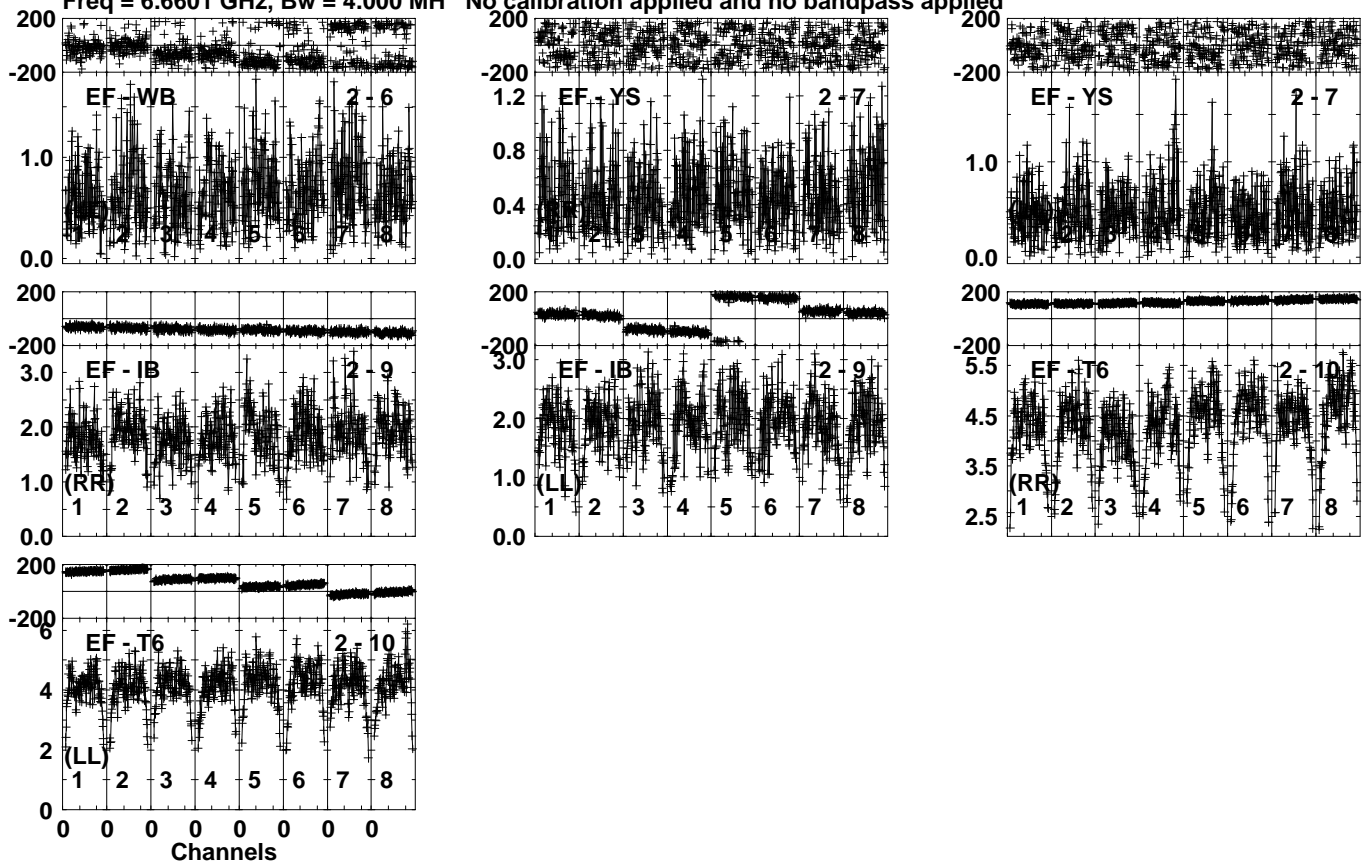 Freq = 6.6601 GHz, Bw = 4.000 MH No calibration applied and no bandpass applied
200
-200
EF - WB 2 - 6
1.0
0.0
1 2 3 4 5 6 7 8
200
-200
EF - YS 2 - 7
1.2
0.8
0.4
0.0
2 3 4 5 6 7 8
200
-200
EF - YS 2 - 7
1.0
0.0
200
-200
EF - IB 2 - 9
3.0
2.0
1.0
0.0
(RR)
1 2 3 4 5 6 7 8
200
-200
EF - IB 2 - 9
3.0
2.0
1.0
0.0
(LL)
1 2 3 4 5 6 7 8
200
-200
EF - T6 2 - 10
5.5
4.5
3.5
2.5
(RR)
1 2 3 4 5 6 7 8
200
-200
EF - T6 2 - 10
6
4
2
0
(LL)
1 2 3 4 5 6 7 8
0 0 0 0 0 0 0 0
Channels